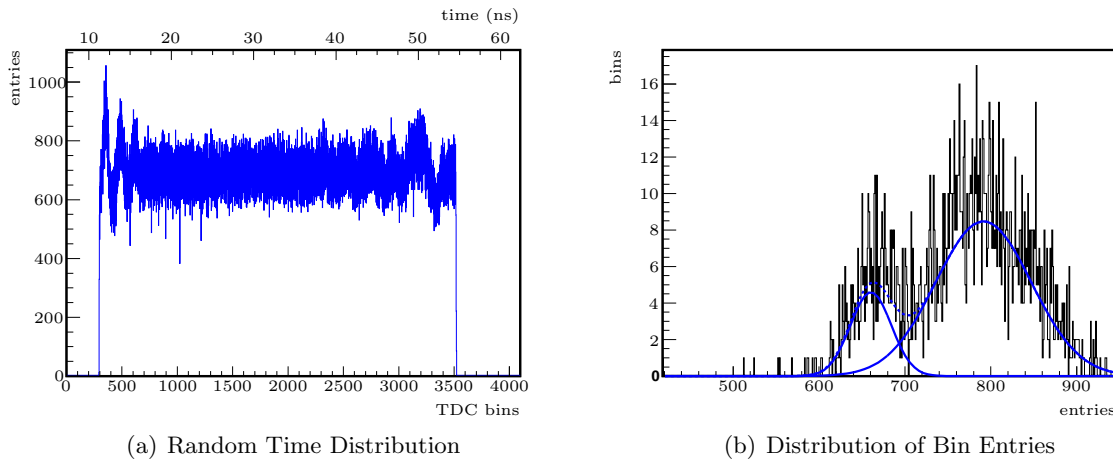 time (ns)
10 20 30 40 50 60
entries
1000
800
600
400
200
0
0 500 1000 1500 2000 2500 3000 3500 4000
TDC bins
(a) Random Time Distribution
bins
16
14
12
10
8
6
4
2
0
500 600 700 800 900
entries
(b) Distribution of Bin Entries